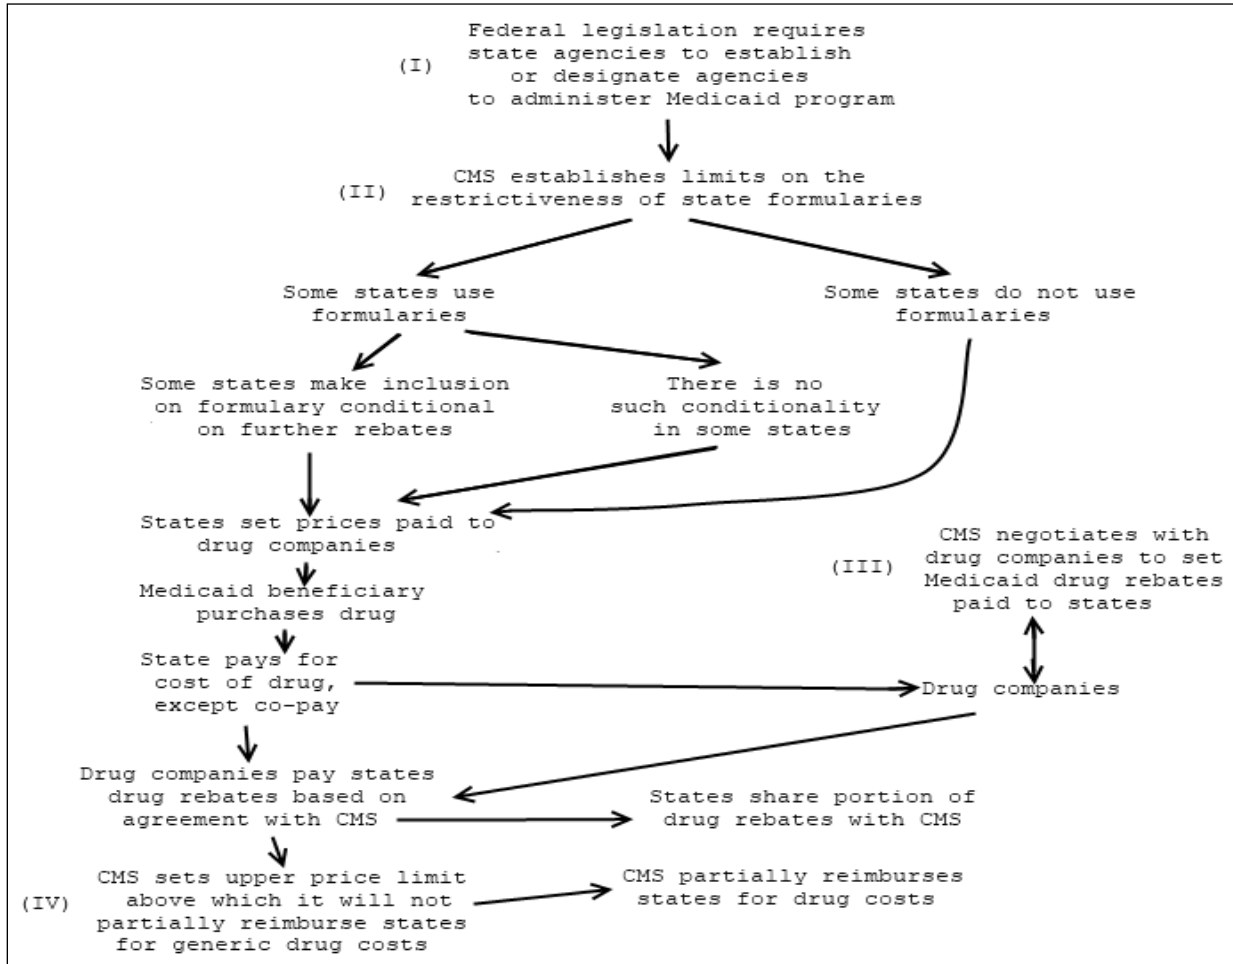 Federal legislation requires
state agencies to establish
(I)
or designate agencies
to administer Medicaid program
CMS establishes limits on the
(II)
restrictiveness of state formularies
Some states use
formularies
Some states do not use
formularies
Some states make inclusion
on formulary conditional
on further rebates
There is no
such conditionality
in some states
States set prices paid to
drug companies
CMS negotiates with
drug companies to set
(III)
Medicaid drug rebates
paid to states
Medicaid beneficiary
purchases drug
State pays for
cost of drug,
except co-pay
Drug companies
Drug companies pay states
drug rebates based on
agreement with CMS
States share portion of
drug rebates with CMS
CMS sets upper price limit
above which it will not
(IV)
partially reimburse states
for generic drug costs
CMS partially reimburses
states for drug costs